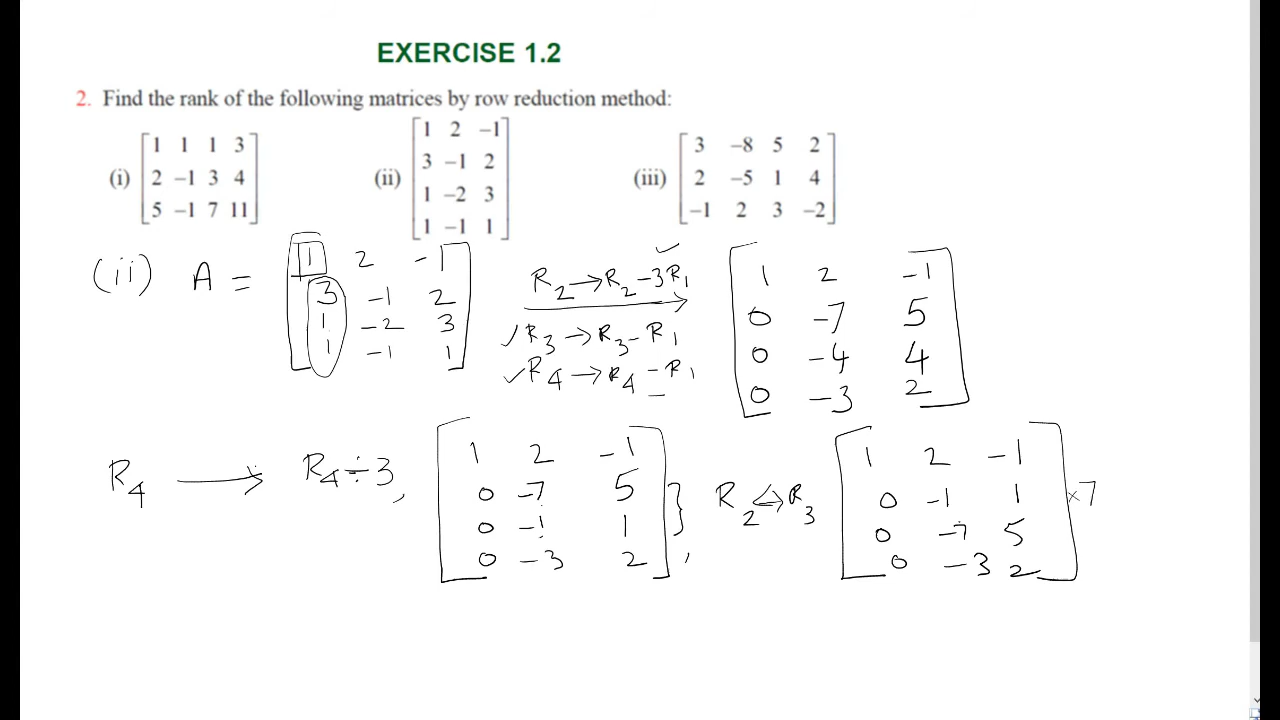 EXERCISE 1.2
2. Find the rank of the following matrices by row reduction method:
(i) [1 1 1 3
2 -1 3 4
5 -1 7 11]
(ii) [1 2 -1
3 -1 2
1 -2 3
1 -1 1]
(iii) [3 -8 5 2
2 -5 1 4
-1 2 3 -2]
(ii) A = [1 2 -1
3 -1 2
1 -2 3
1 -1 1]
R2→R2-3R1 ✓
✓R3→R3-R1
✓R4→R4-R1
[1 2 -1
0 -7 5
0 -4 4
0 -3 2]
R4 → R4÷3,
[1 2 -1
0 -7 5
0 -1 1
0 -3 2] } ,
R2↔R3
[1 2 -1
0 -1 1
0 -7 5
0 -3 2] ×7